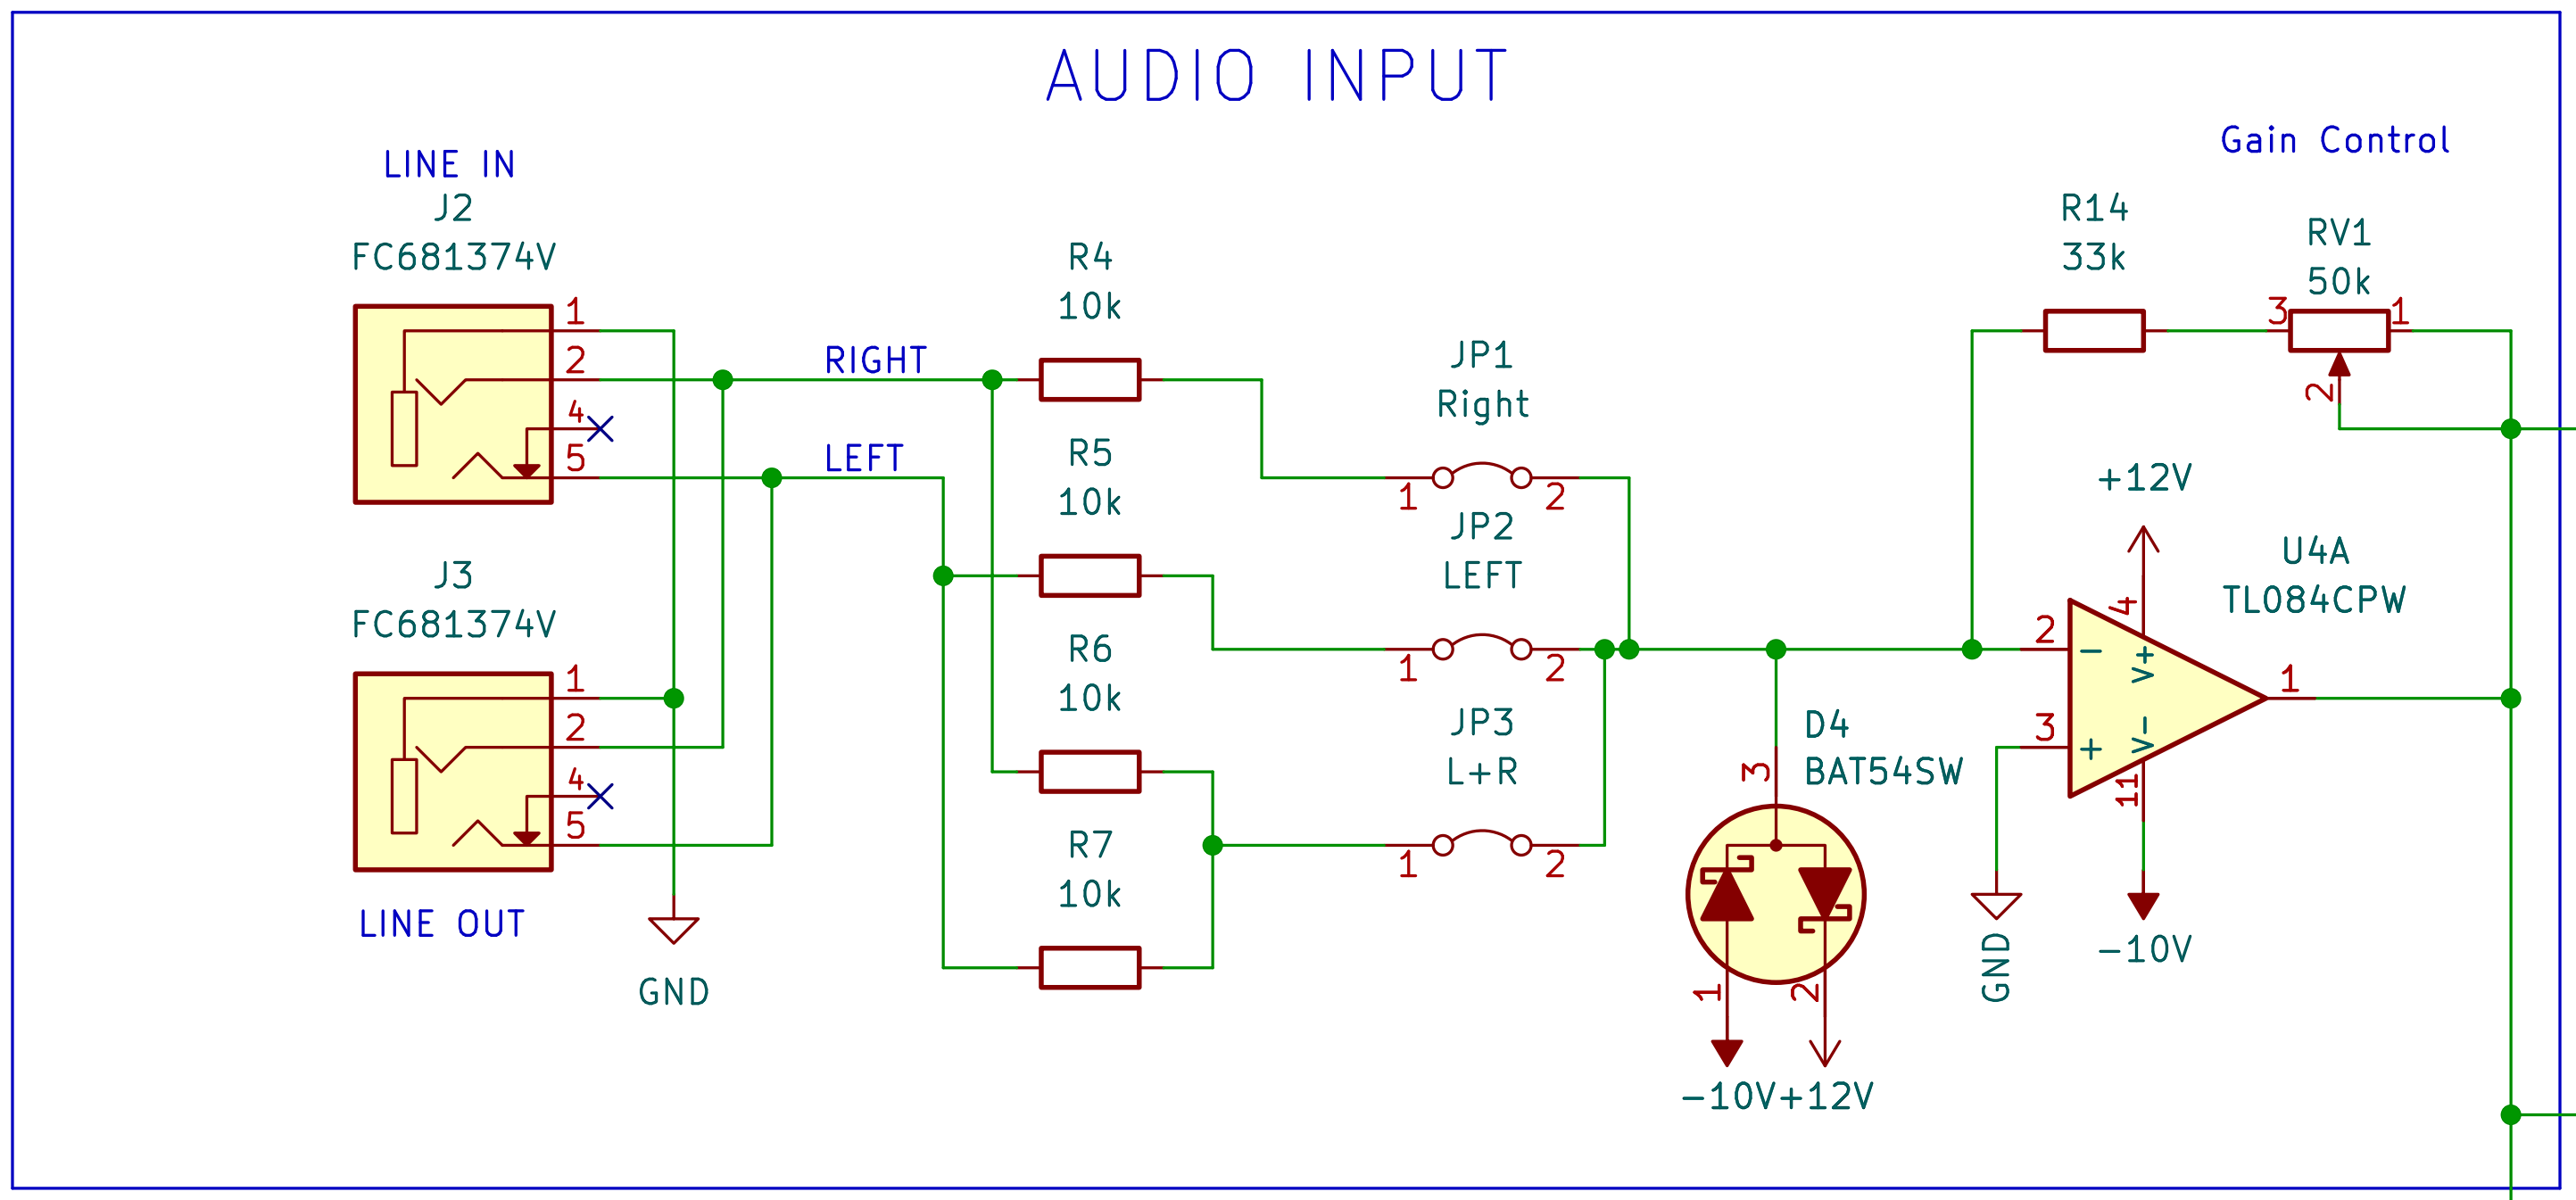 AUDIO INPUT
LINE IN
J2
FC681374V
1
2
4
5
J3
FC681374V
1
2
4
5
LINE OUT
GND
RIGHT
LEFT
R4
10k
R5
10k
R6
10k
R7
10k
JP1
Right
1
2
JP2
LEFT
1
2
JP3
L+R
1
2
D4
BAT54SW
3
1
2
-10V
+12V
Gain Control
R14
33k
RV1
50k
3
1
2
+12V
U4A
TL084CPW
4
2
-
V+
1
3
+
V-
11
GND
-10V